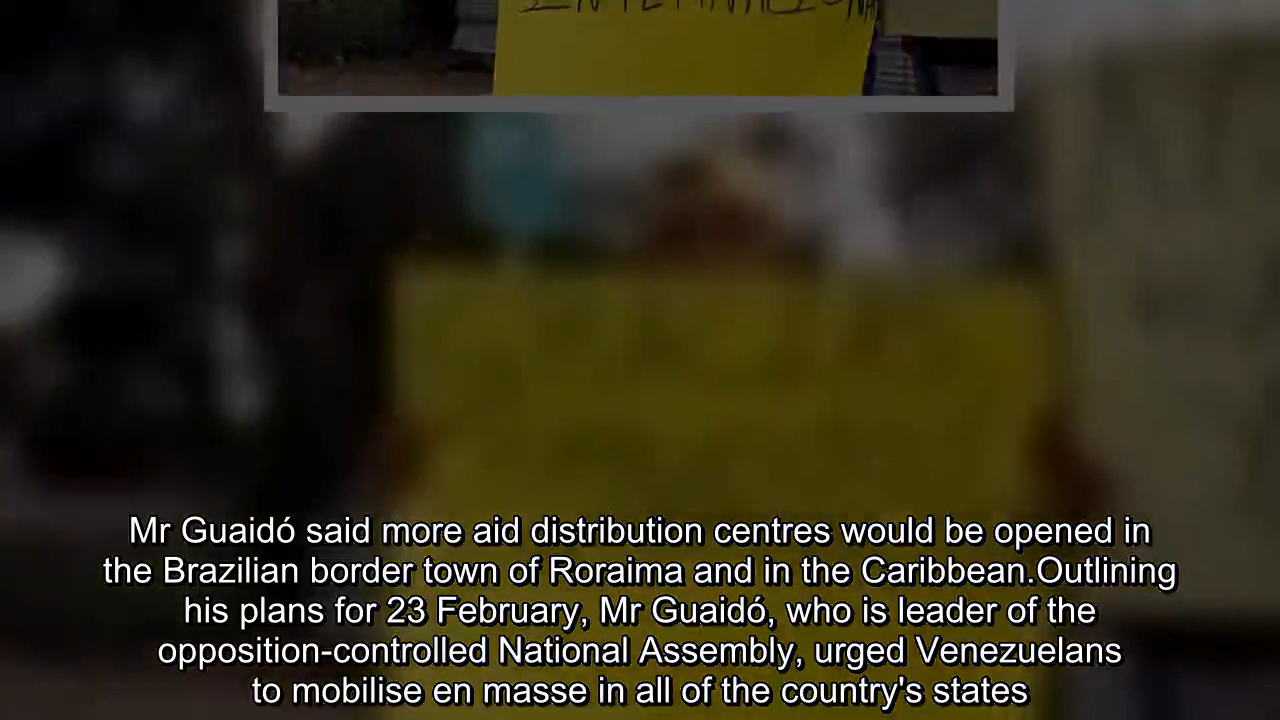 Mr Guaidó said more aid distribution centres would be opened in
the Brazilian border town of Roraima and in the Caribbean.Outlining
his plans for 23 February, Mr Guaidó, who is leader of the
opposition-controlled National Assembly, urged Venezuelans
to mobilise en masse in all of the country's states